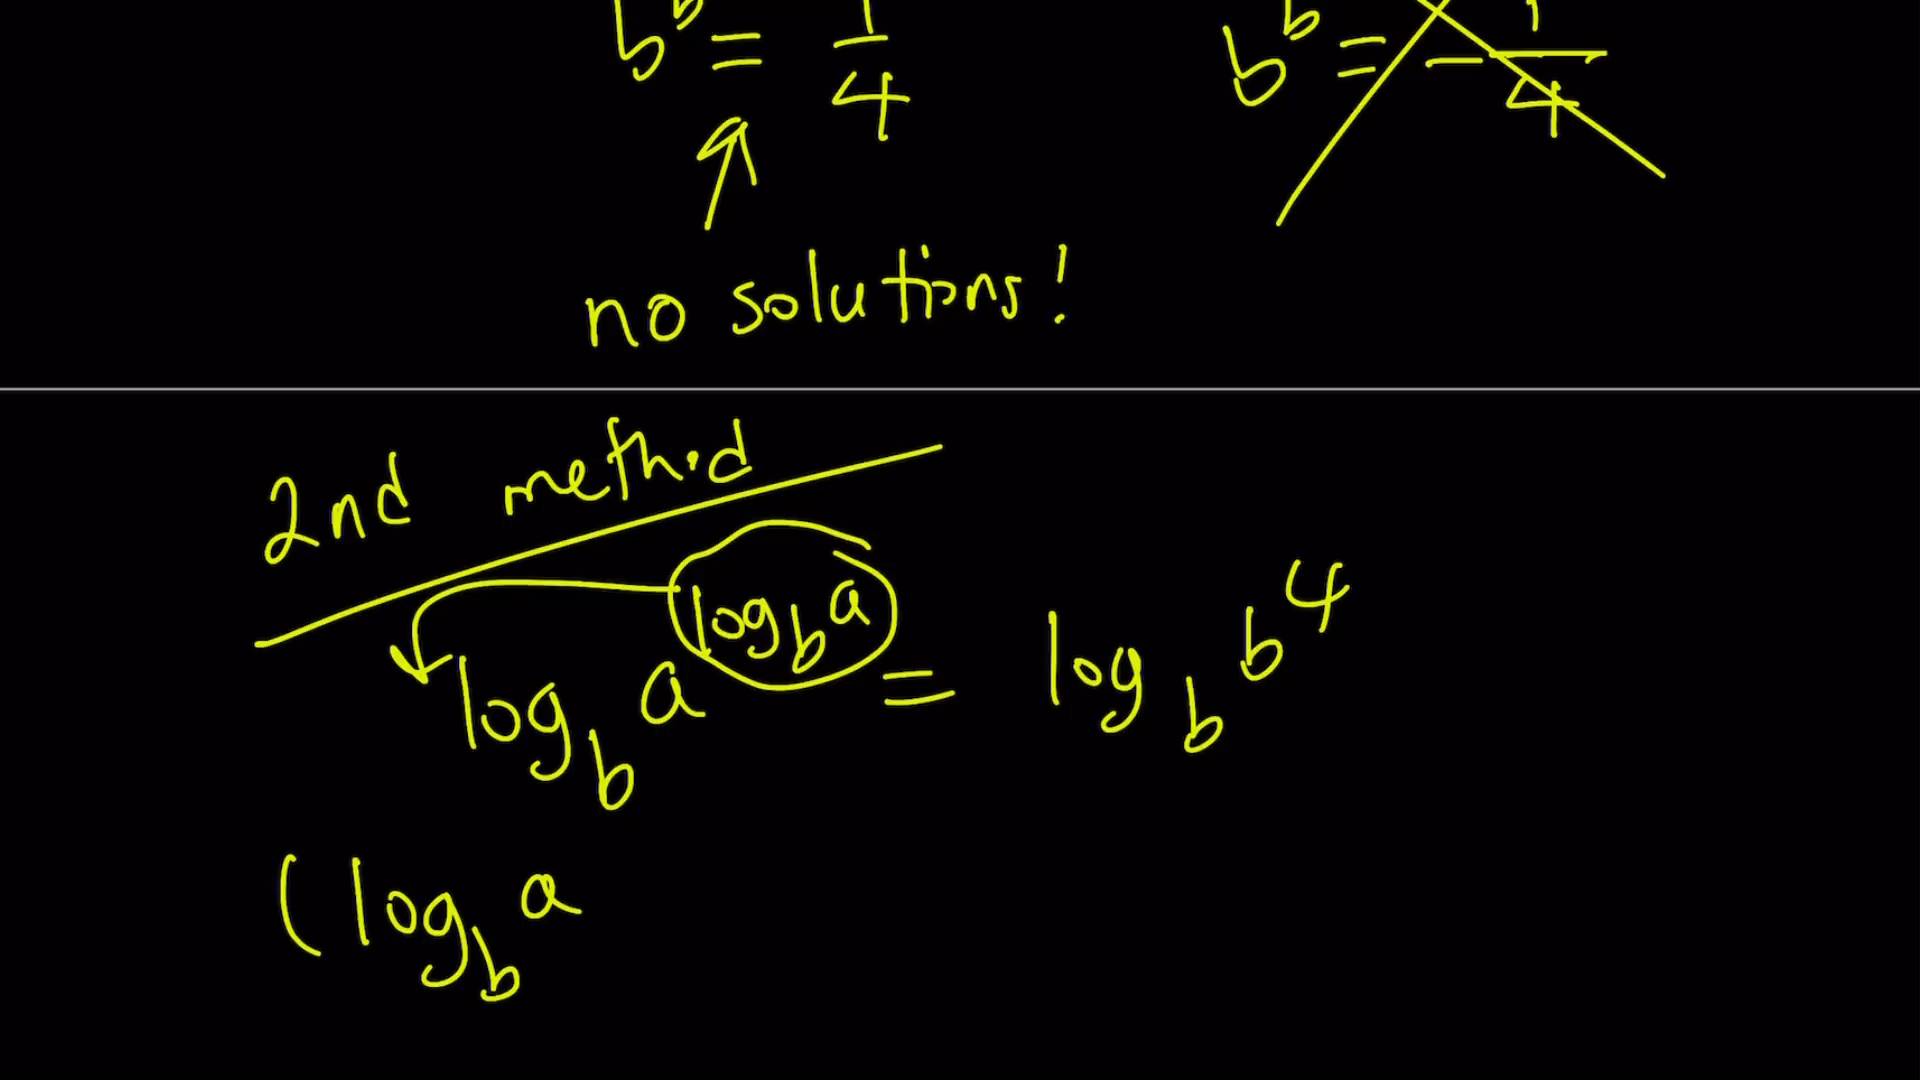 b^b = 1/4 b^b = - 1/4
no solutions!
2nd method
log_b a^(log_b a) = log_b b^4
(log_b a